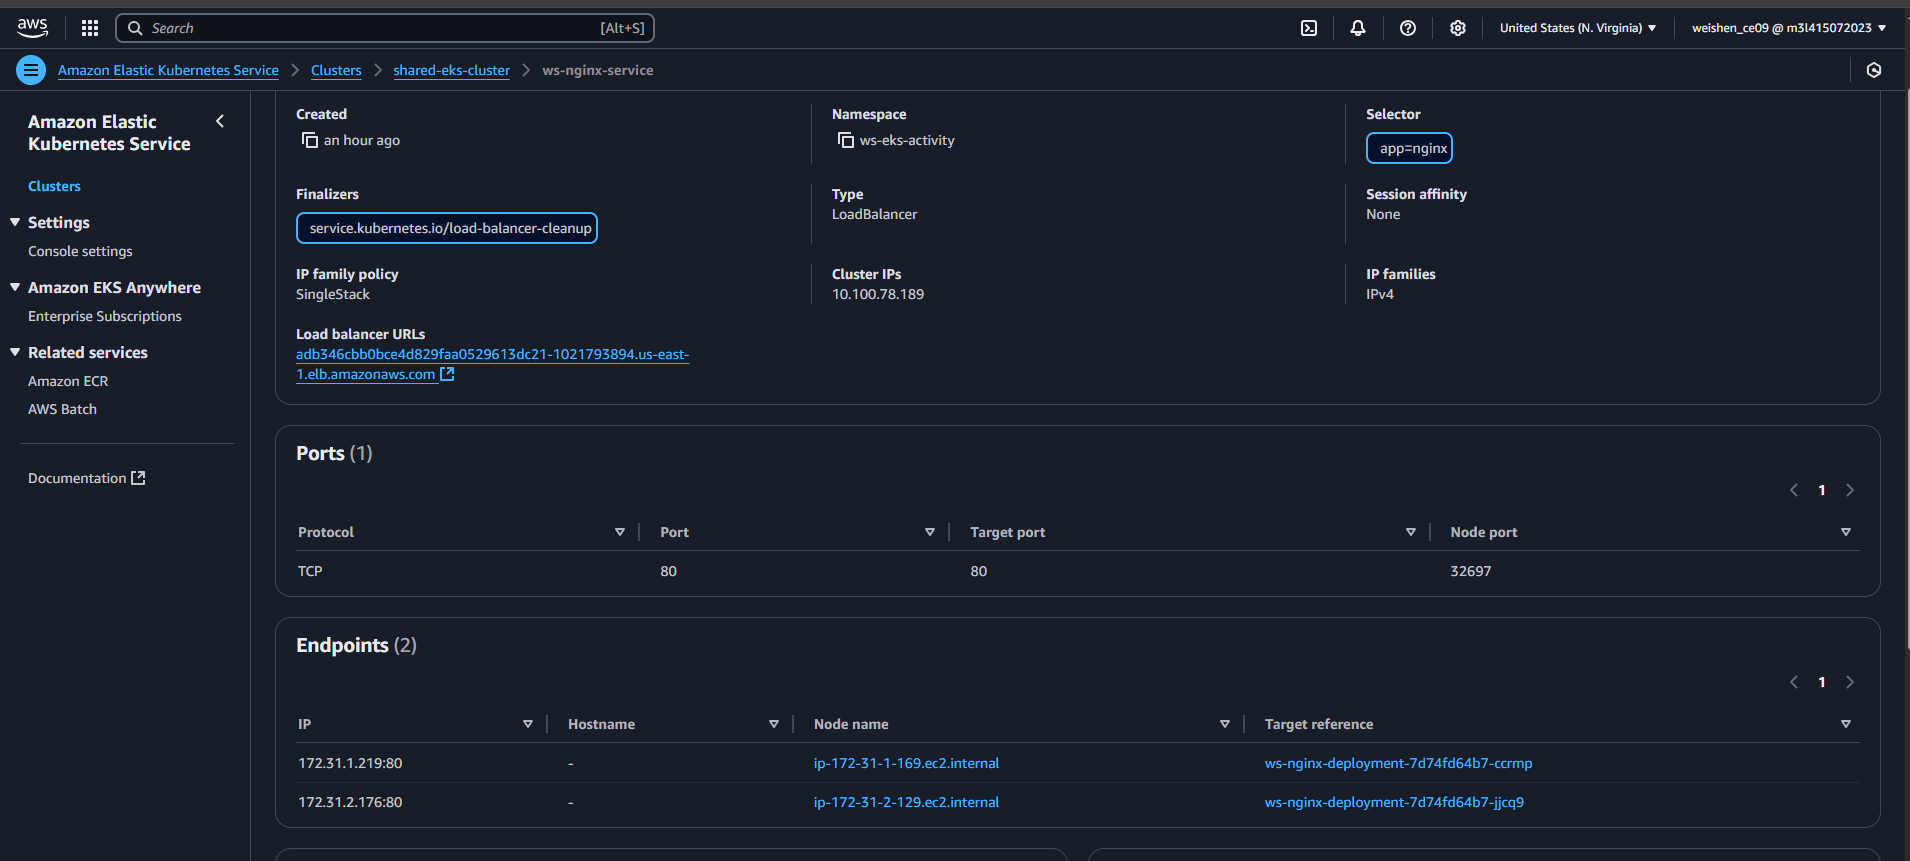 aws
Search [Alt+S]
United States (N. Virginia)
weishen_ce09 @ m3l415072023
Amazon Elastic Kubernetes Service
Clusters
shared-eks-cluster
ws-nginx-service
Amazon Elastic
Kubernetes Service
Clusters
Settings
Console settings
Amazon EKS Anywhere
Enterprise Subscriptions
Related services
Amazon ECR
AWS Batch
Documentation
Created
an hour ago
Namespace
ws-eks-activity
Selector
app=nginx
Finalizers
service.kubernetes.io/load-balancer-cleanup
Type
LoadBalancer
Session affinity
None
IP family policy
SingleStack
Cluster IPs
10.100.78.189
IP families
IPv4
Load balancer URLs
adb346cbb0bce4d829faa0529613dc21-1021793894.us-east-
1.elb.amazonaws.com
Ports (1)
1
Protocol Port Target port Node port
TCP 80 80 32697
Endpoints (2)
1
IP Hostname Node name Target reference
172.31.1.219:80 - ip-172-31-1-169.ec2.internal ws-nginx-deployment-7d74fd64b7-ccrmp
172.31.2.176:80 - ip-172-31-2-129.ec2.internal ws-nginx-deployment-7d74fd64b7-jjcq9